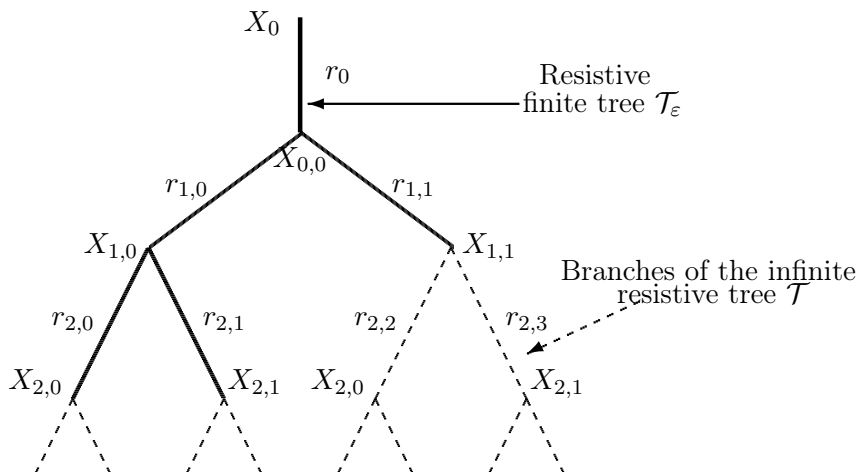 X_0
r_0
Resistive
finite tree 𝒯_ε
X_{0,0}
r_{1,0}
r_{1,1}
X_{1,0}
X_{1,1}
Branches of the infinite
resistive tree 𝒯
r_{2,0}
r_{2,1}
r_{2,2}
r_{2,3}
X_{2,0}
X_{2,1}
X_{2,0}
X_{2,1}